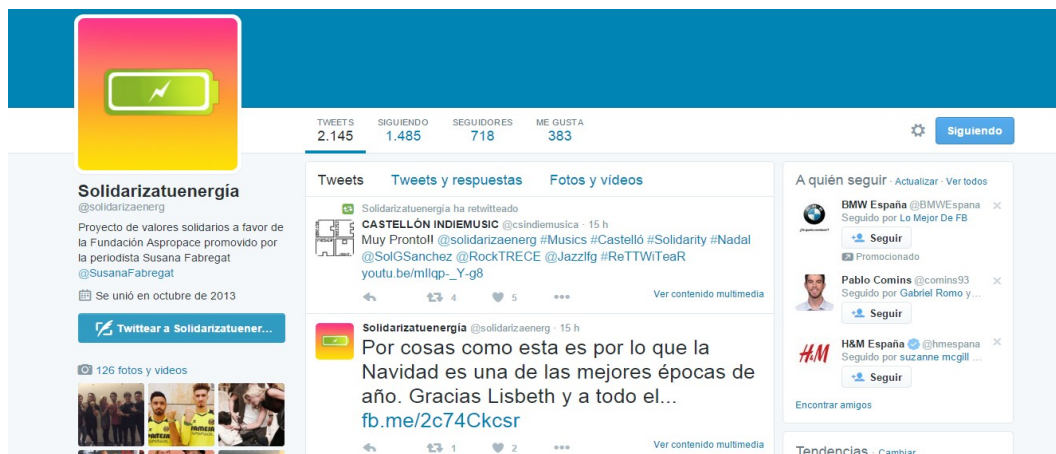 TWEETS SIGUIENDO SEGUIDORES ME GUSTA
2.145 1.485 718 383
Siguiendo
Solidarizatuenergía
@solidarizaenerg
Proyecto de valores solidarios a favor de
la Fundación Aspropace promovido por
la periodista Susana Fabregat
@SusanaFabregat
Se unió en octubre de 2013
Twittear a Solidarizatuener...
126 fotos y videos
Tweets Tweets y respuestas Fotos y vídeos
Solidarizatuenergía ha retwitteado
CASTELLÓN INDIEMUSIC @csindiemusica · 15 h
Muy Pronto!! @solidarizaenerg #Musics #Castelló #Solidarity #Nadal
@SolGSanchez @RockTRECE @Jazzlfg #ReTTWiTeaR
youtu.be/mlIqp-_Y-g8
4 5 Ver contenido multimedia
Solidarizatuenergía @solidarizaenerg · 15 h
Por cosas como esta es por lo que la
Navidad es una de las mejores épocas de
año. Gracias Lisbeth y a todo el...
fb.me/2c74Ckcsr
1 2 Ver contenido multimedia
A quién seguir · Actualizar · Ver todos
BMW España @BMWEspana
Seguido por Lo Mejor De FB
Seguir
Promocionado
Pablo Comins @comins93
Seguido por Gabriel Romo y...
Seguir
H&M España @hmespana
H&M
Seguido por suzanne mcgill ...
Seguir
Encontrar amigos
Tendencias · Cambiar